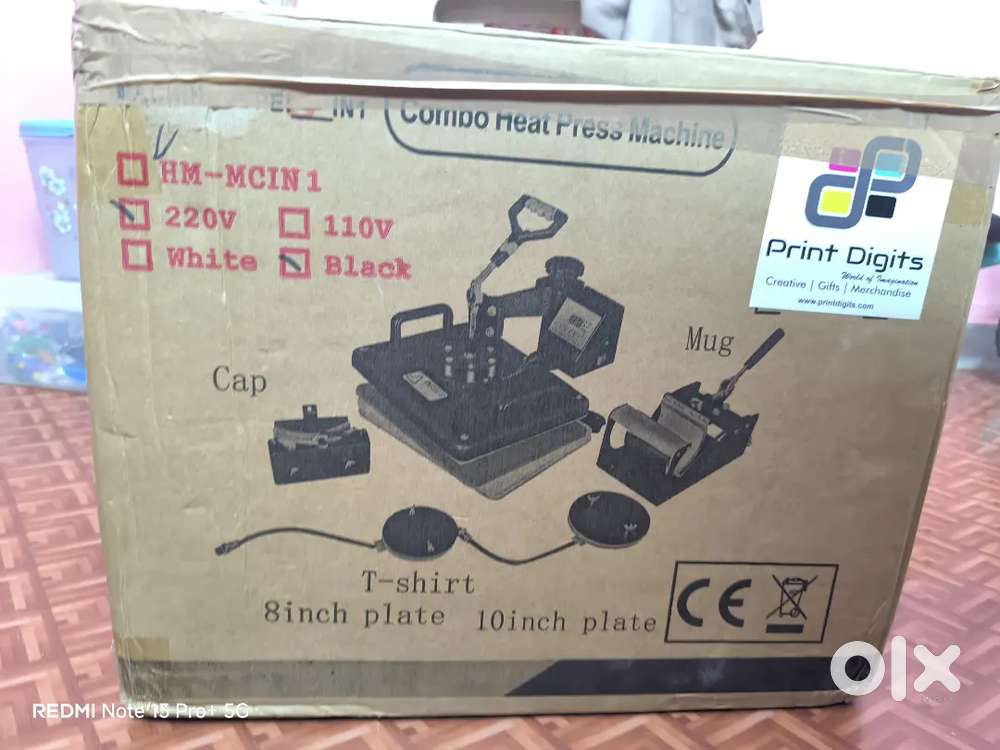 IN1
Combo Heat Press Machine
HM-MCIN1
220V 110V
White Black
Print Digits
World of Imagination
Creative | Gifts | Merchandise
www.printdigits.com
Mug
Cap
T-shirt
8inch plate 10inch plate
CE
olx
REDMI Note 13 Pro+ 5G